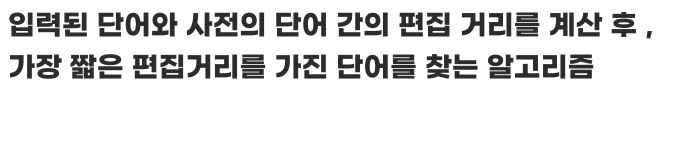 입력된 단어와 사전의 단어 간의 편집 거리를 계산 후 ,
가장 짧은 편집거리를 가진 단어를 찾는 알고리즘